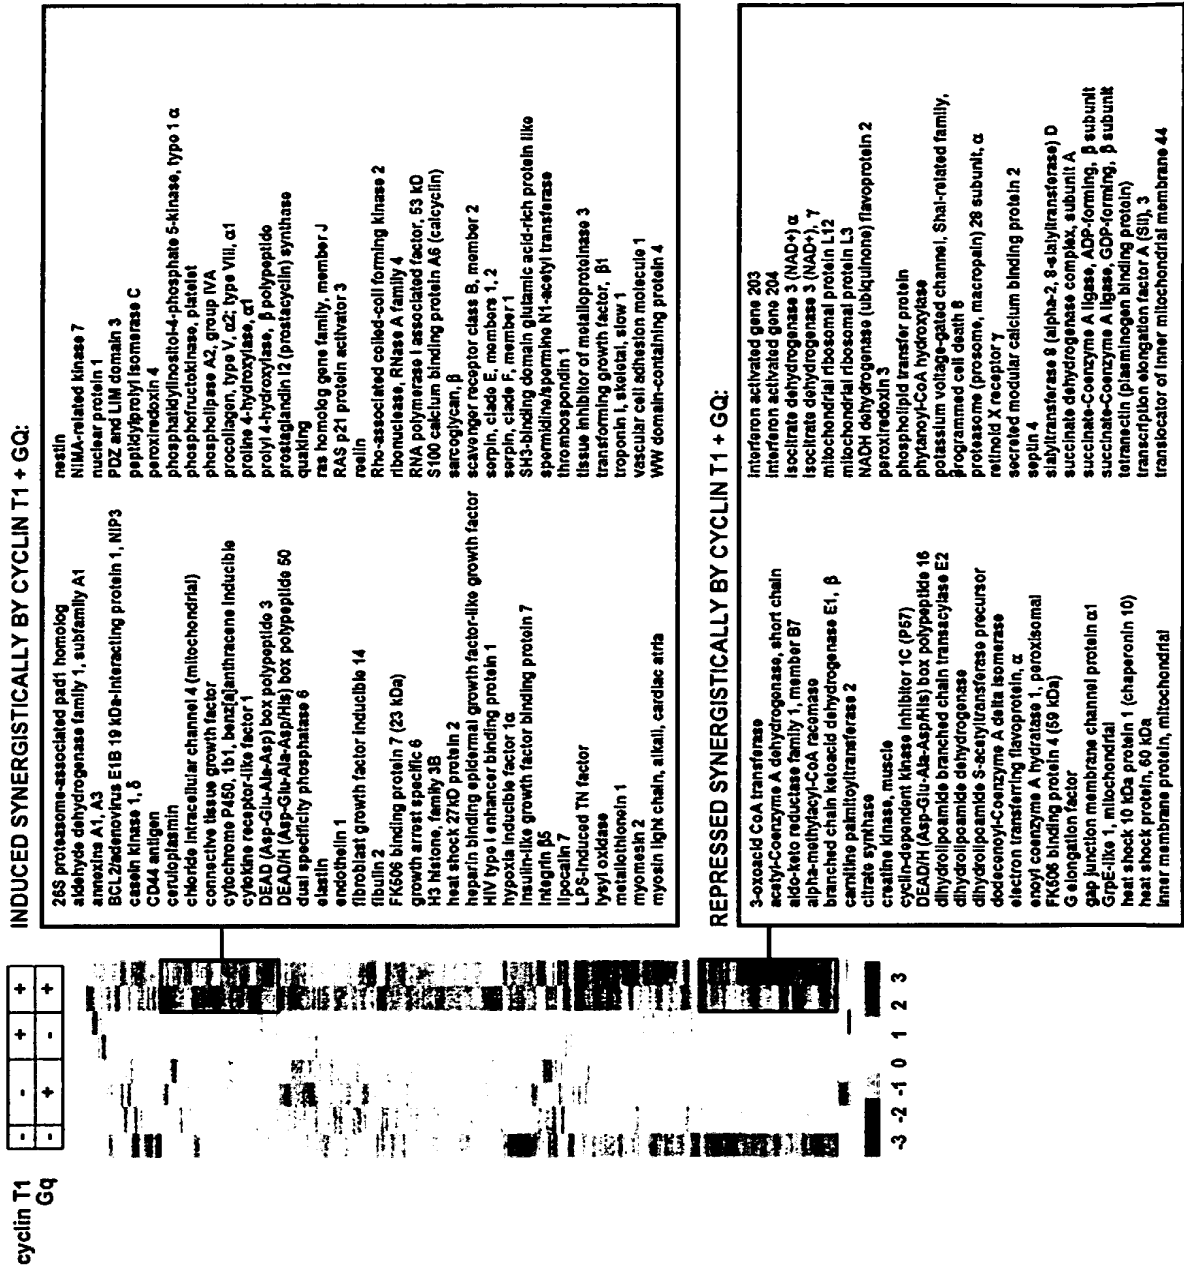 cyclin T1 - - + +
Gq - + - +
-3 -2 -1 0 1 2 3
INDUCED SYNERGISTICALLY BY CYCLIN T1 + GQ:
26S proteasome-associated pad1 homolog
aldehyde dehydrogenase family 1, subfamily A1
annexins A1, A3
BCL2/adenovirus E1B 19 kDa-interacting protein 1, NIP3
casein kinase 1, δ
CD44 antigen
ceruloplasmin
chloride intracellular channel 4 (mitochondrial)
connective tissue growth factor
cytochrome P450, 1b1, benz[a]anthracene inducible
cytokine receptor-like factor 1
DEAD (Asp-Glu-Ala-Asp) box polypeptide 3
DEAD/H (Asp-Glu-Ala-Asp/His) box polypeptide 50
dual specificity phosphatase 6
elastin
endothelin 1
fibroblast growth factor inducible 14
fibulin 2
FK506 binding protein 7 (23 kDa)
growth arrest specific 6
H3 histone, family 3B
heat shock 27kD protein 2
heparin binding epidermal growth factor-like growth factor
HIV type I enhancer binding protein 1
hypoxia inducible factor 1α
insulin-like growth factor binding protein 7
integrin β5
lipocalin 7
LPS-induced TN factor
lysyl oxidase
metallothionein 1
myomesin 2
myosin light chain, alkali, cardiac atria
nestin
NIMA-related kinase 7
nuclear protein 1
PDZ and LIM domain 3
peptidylprolyl isomerase C
peroxiredoxin 4
phosphatidylinositol-4-phosphate 5-kinase, type 1 α
phosphofructokinase, platelet
phospholipase A2, group IVA
procollagen, type V, α2; type VIII, α1
proline 4-hydroxylase, α1
prolyl 4-hydroxylase, β polypeptide
prostaglandin I2 (prostacyclin) synthase
quaking
ras homolog gene family, member J
RAS p21 protein activator 3
reelin
Rho-associated coiled-coil forming kinase 2
ribonuclease, RNase A family 4
RNA polymerase I associated factor, 53 kD
S100 calcium binding protein A6 (calcyclin)
sarcoglycan, β
scavenger receptor class B, member 2
serpin, clade E, members 1, 2
serpin, clade F, member 1
SH3-binding domain glutamic acid-rich protein like
spermidine/spermine N1-acetyl transferase
thrombospondin 1
tissue inhibitor of metalloproteinase 3
transforming growth factor, β1
troponin I, skeletal, slow 1
vascular cell adhesion molecule 1
WW domain-containing protein 4
REPRESSED SYNERGISTICALLY BY CYCLIN T1 + GQ:
3-oxoacid CoA transferase
acetyl-Coenzyme A dehydrogenase, short chain
aldo-keto reductase family 1, member B7
alpha-methylacyl-CoA racemase
branched chain ketoacid dehydrogenase E1, β
carnitine palmitoyltransferase 2
citrate synthase
creatine kinase, muscle
cyclin-dependent kinase inhibitor 1C (P57)
DEAD/H (Asp-Glu-Ala-Asp/His) box polypeptide 16
dihydrolipoamide branched chain transacylase E2
dihydrolipoamide dehydrogenase
dihydrolipoamide S-acetyltransferase precursor
dodecenoyl-Coenzyme A delta isomerase
electron transferring flavoprotein, α
enoyl coenzyme A hydratase 1, peroxisomal
FK506 binding protein 4 (59 kDa)
G elongation factor
gap junction membrane channel protein α1
GrpE-like 1, mitochondrial
heat shock 10 kDa protein 1 (chaperonin 10)
heat shock protein, 60 kDa
inner membrane protein, mitochondrial
interferon activated gene 203
interferon activated gene 204
isocitrate dehydrogenase 3 (NAD+) α
isocitrate dehydrogenase 3 (NAD+), γ
mitochondrial ribosomal protein L12
mitochondrial ribosomal protein L3
NADH dehydrogenase (ubiquinone) flavoprotein 2
peroxiredoxin 3
phospholipid transfer protein
phytanoyl-CoA hydroxylase
potassium voltage-gated channel, Shal-related family,
programmed cell death 8
proteasome (prosome, macropain) 28 subunit, α
retinoid X receptor γ
secreted modular calcium binding protein 2
septin 4
sialyltransferase 8 (alpha-2, 8-sialyltransferase) D
succinate dehydrogenase complex, subunit A
succinate-Coenzyme A ligase, ADP-forming, β subunit
succinate-Coenzyme A ligase, GDP-forming, β subunit
tetranectin (plasminogen binding protein)
transcription elongation factor A (SII), 3
translocator of inner mitochondrial membrane 44